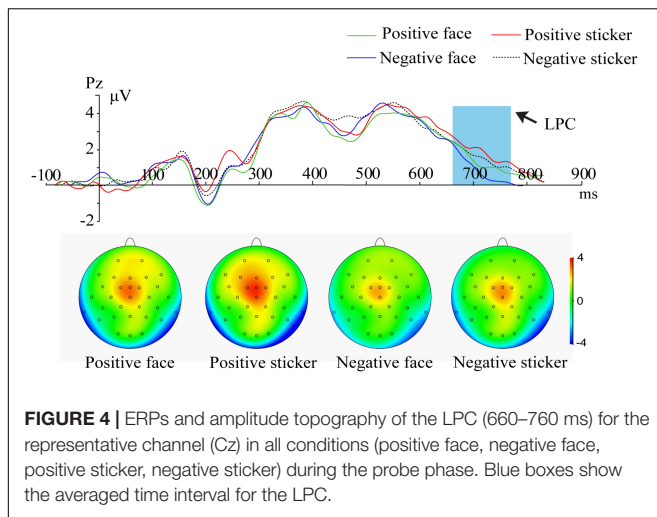 Positive face Positive sticker
Negative face Negative sticker
Pz
μV
4
LPC
2
-100 100 200 300 400 500 600 700 800 900
ms
-2
4
0
-4
Positive face Positive sticker Negative face Negative sticker
FIGURE 4 | ERPs and amplitude topography of the LPC (660–760 ms) for the
representative channel (Cz) in all conditions (positive face, negative face,
positive sticker, negative sticker) during the probe phase. Blue boxes show
the averaged time interval for the LPC.